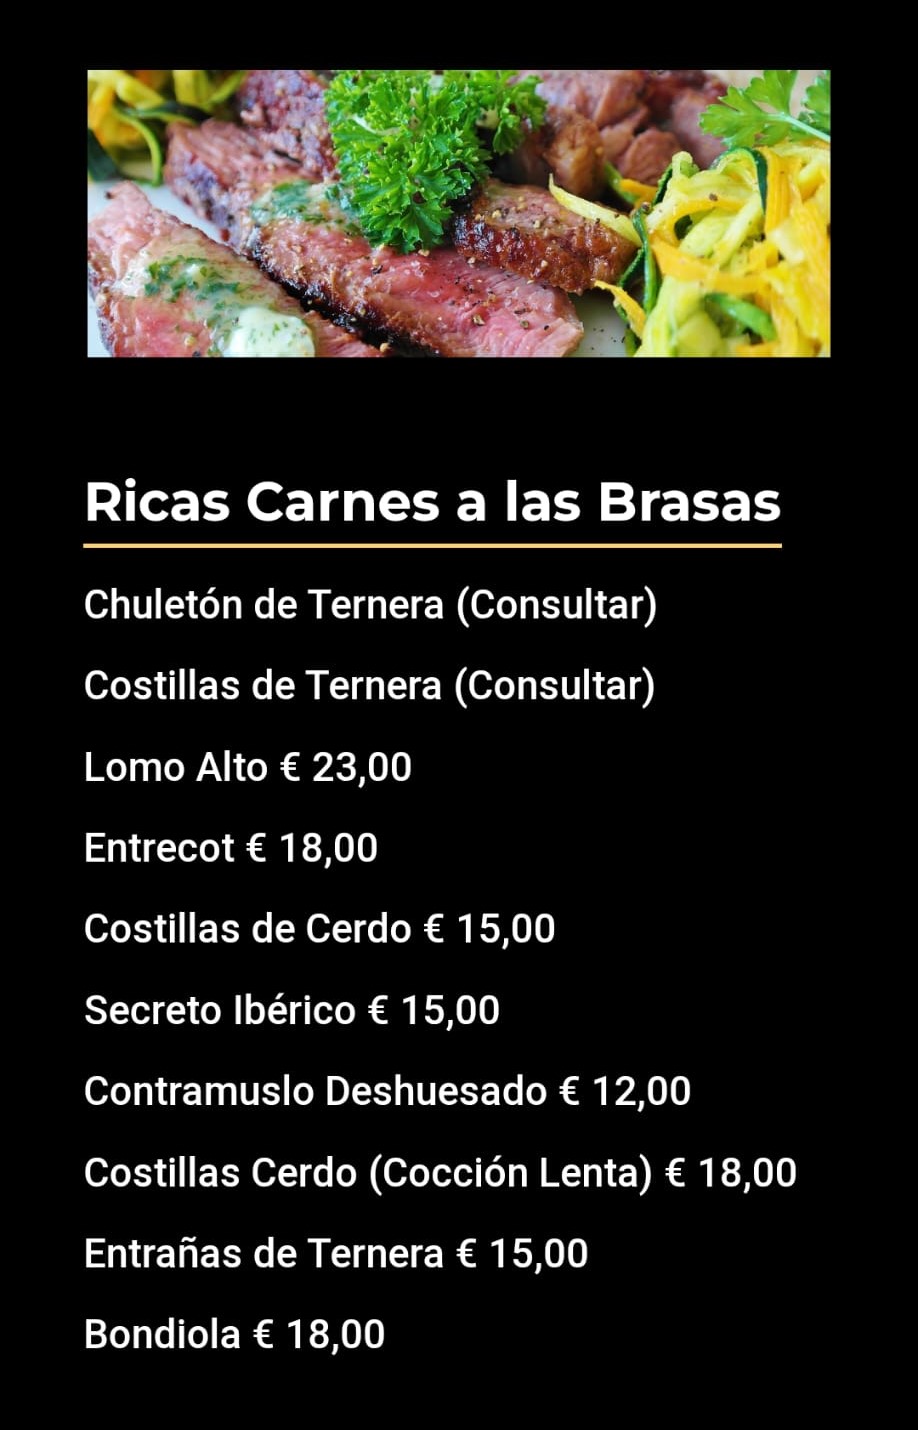 Ricas Carnes a las Brasas
Chuletón de Ternera (Consultar)
Costillas de Ternera (Consultar)
Lomo Alto € 23,00
Entrecot € 18,00
Costillas de Cerdo € 15,00
Secreto Ibérico € 15,00
Contramuslo Deshuesado € 12,00
Costillas Cerdo (Cocción Lenta) € 18,00
Entrañas de Ternera € 15,00
Bondiola € 18,00